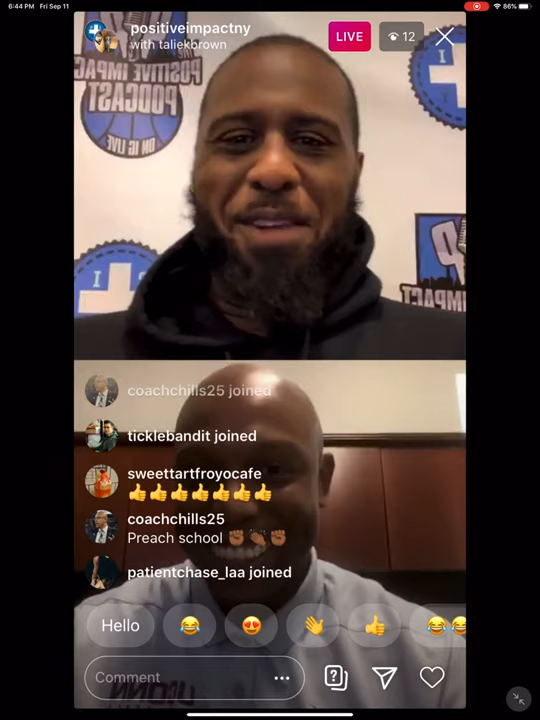 6:44 PM Fri Sep 11
86%
positiveimpactny
with taliekbrown
LIVE
12
POSITIVE IMPACT
PODCAST
ON IG LIVE
IMPACT
coachchills25 joined
ticklebandit joined
sweettartfroyocafe
👍👍👍👍👍👍👍
coachchills25
Preach school ✊🏾👏🏾✊🏾
patientchase_laa joined
Hello
😂
😍
👋
👍
😂😂
Comment
UCONN